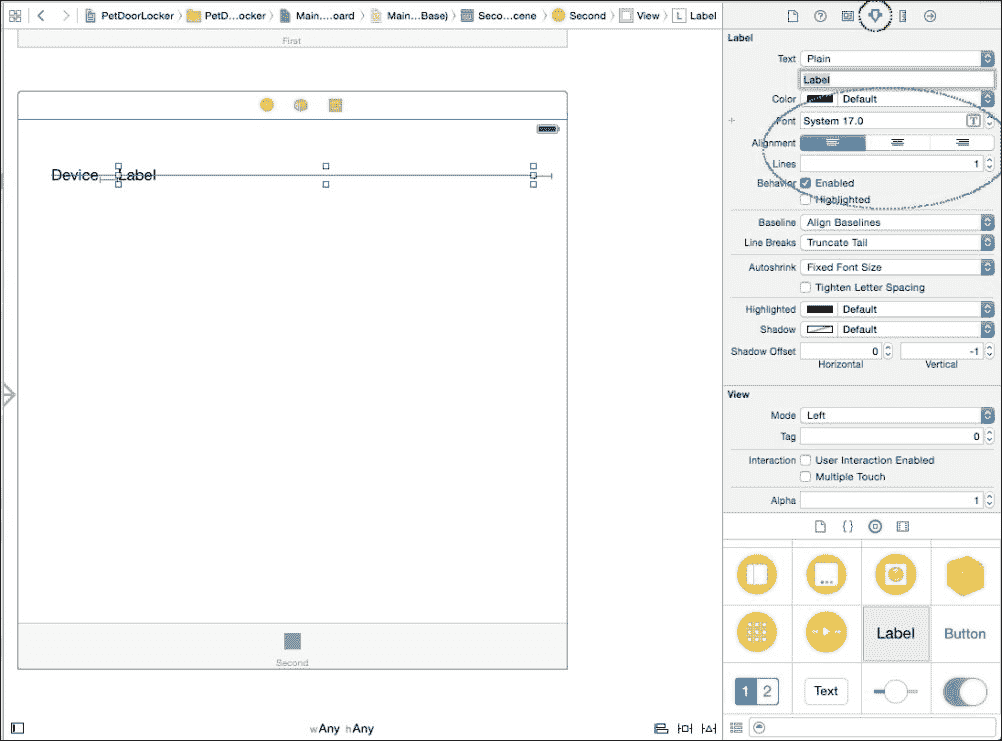 PetDoorLocker PetD...ocker Main....oard Main...Base) Seco...cene Second View L Label
First
Device Label
Second
wAny hAny
Label
Text Plain
Label
Color Default
Font System 17.0 T
Alignment
Lines 1
Behavior Enabled
Highlighted
Baseline Align Baselines
Line Breaks Truncate Tail
Autoshrink Fixed Font Size
Tighten Letter Spacing
Highlighted Default
Shadow Default
Shadow Offset 0 -1
Horizontal Vertical
View
Mode Left
Tag 0
Interaction User Interaction Enabled
Multiple Touch
Alpha 1
{ }
Label Button
1 2 Text